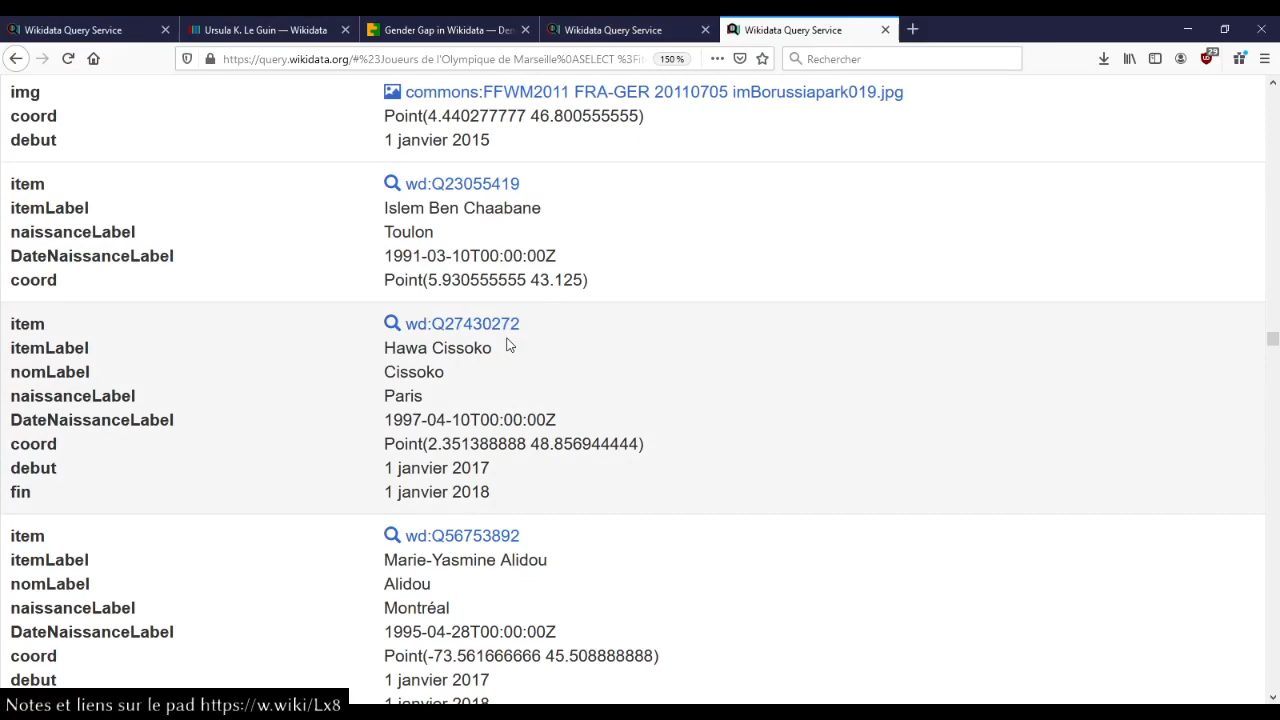 Wikidata Query Service
Ursula K. Le Guin — Wikidata
Gender Gap in Wikidata — Der
Wikidata Query Service
Wikidata Query Service
https://query.wikidata.org/#%23Joueurs de l'Olympique de Marseille%0ASELECT %3Fi
150 %
Rechercher
29
img
commons:FFWM2011 FRA-GER 20110705 imBorussiapark019.jpg
coord
Point(4.440277777 46.800555555)
debut
1 janvier 2015
item
wd:Q23055419
itemLabel
Islem Ben Chaabane
naissanceLabel
Toulon
DateNaissanceLabel
1991-03-10T00:00:00Z
coord
Point(5.930555555 43.125)
item
wd:Q27430272
itemLabel
Hawa Cissoko
nomLabel
Cissoko
naissanceLabel
Paris
DateNaissanceLabel
1997-04-10T00:00:00Z
coord
Point(2.351388888 48.856944444)
debut
1 janvier 2017
fin
1 janvier 2018
item
wd:Q56753892
itemLabel
Marie-Yasmine Alidou
nomLabel
Alidou
naissanceLabel
Montréal
DateNaissanceLabel
1995-04-28T00:00:00Z
coord
Point(-73.561666666 45.508888888)
debut
1 janvier 2017
1 janvier 2018
Notes et liens sur le pad https://w.wiki/Lx8